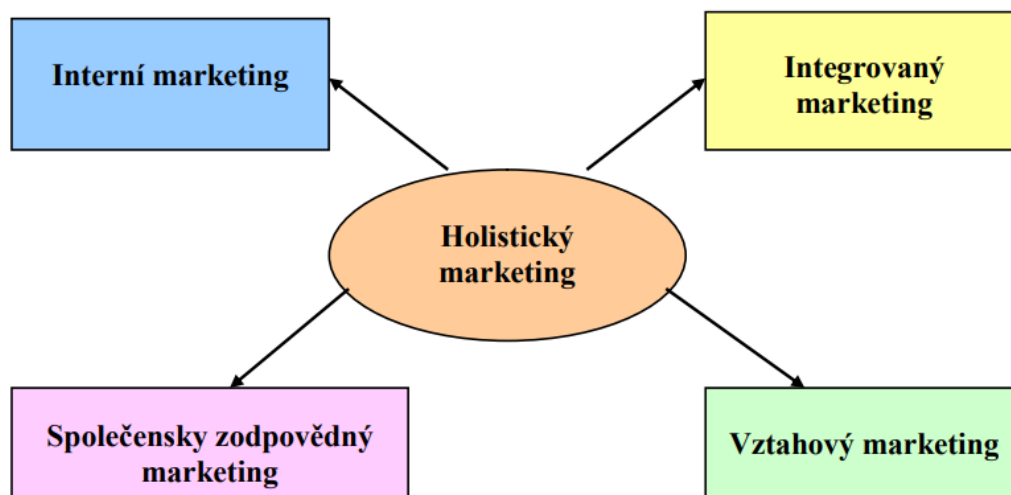 Interní marketing
Integrovaný
marketing
Holistický
marketing
Společensky zodpovědný
marketing
Vztahový marketing